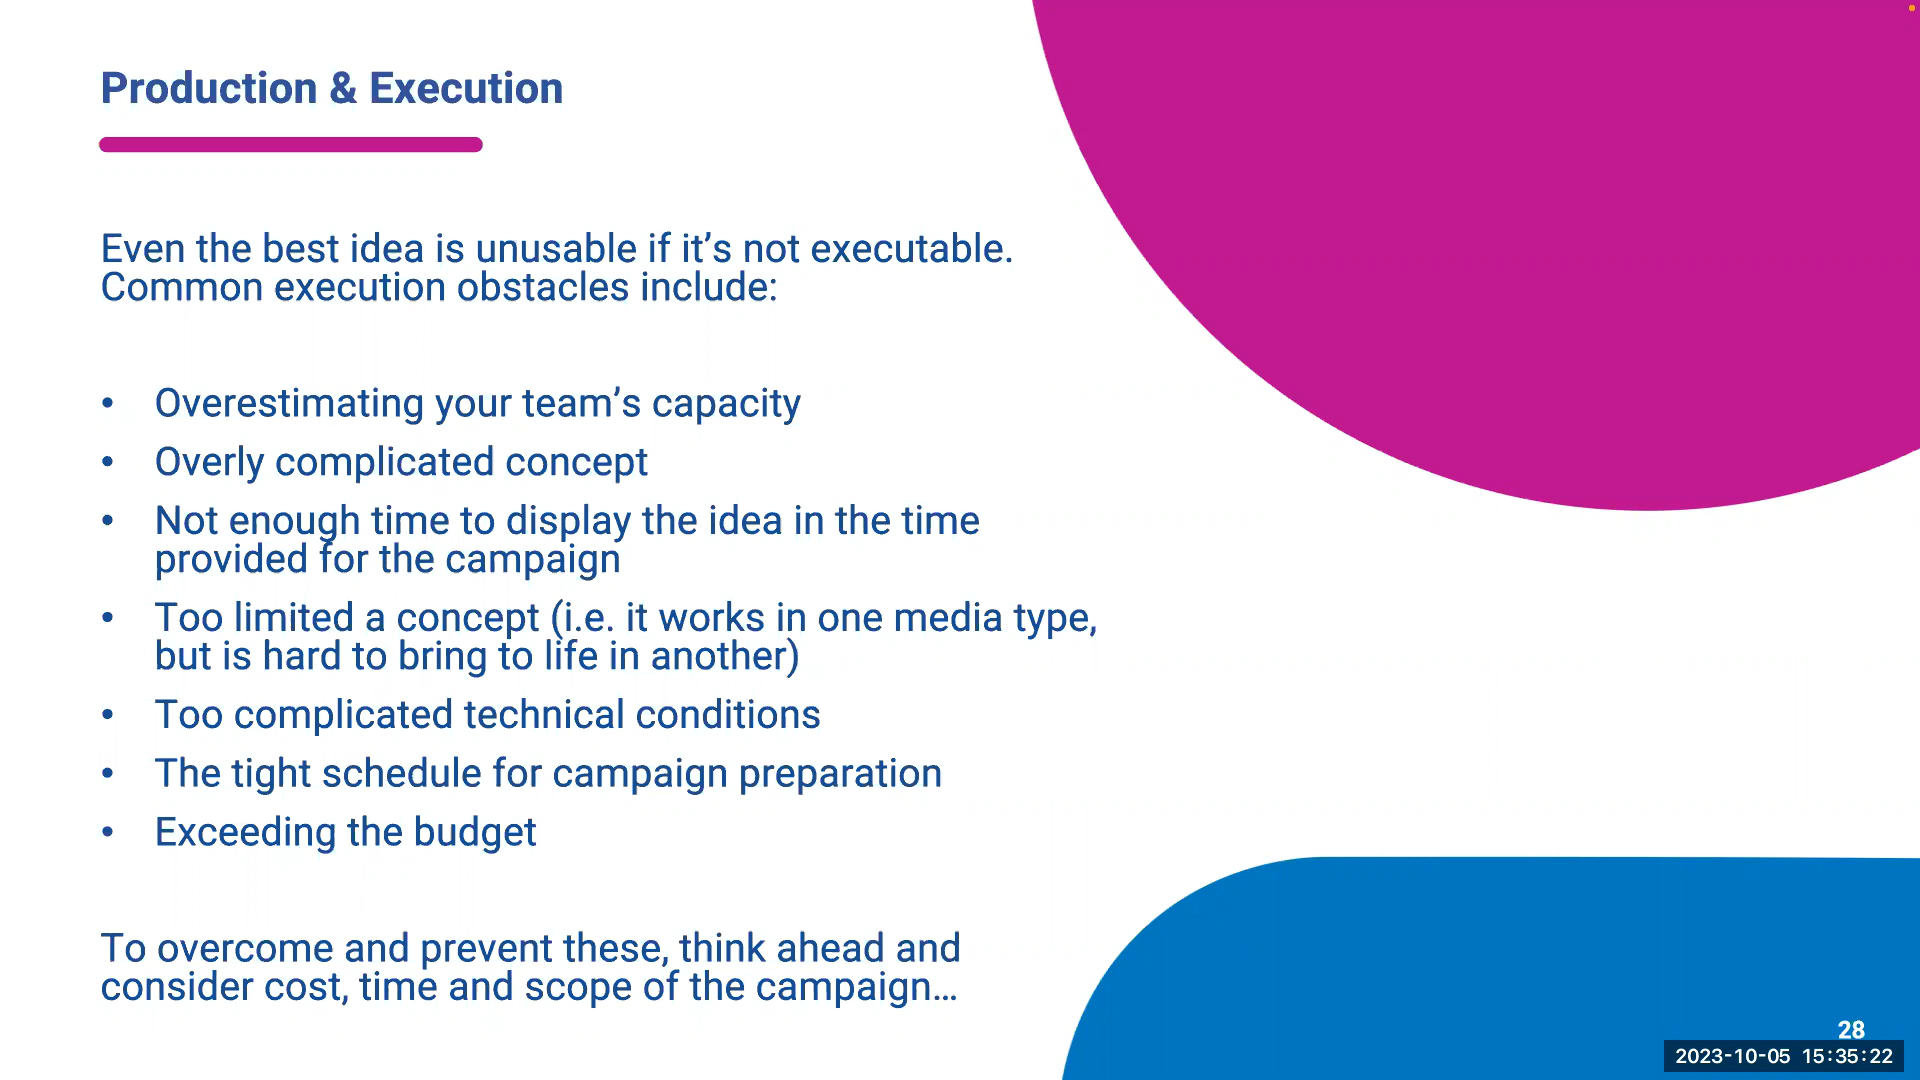 Production & Execution
Even the best idea is unusable if it’s not executable.
Common execution obstacles include:
• Overestimating your team’s capacity
• Overly complicated concept
• Not enough time to display the idea in the time
provided for the campaign
• Too limited a concept (i.e. it works in one media type,
but is hard to bring to life in another)
• Too complicated technical conditions
• The tight schedule for campaign preparation
• Exceeding the budget
To overcome and prevent these, think ahead and
consider cost, time and scope of the campaign…
28
2023-10-05 15:35:22